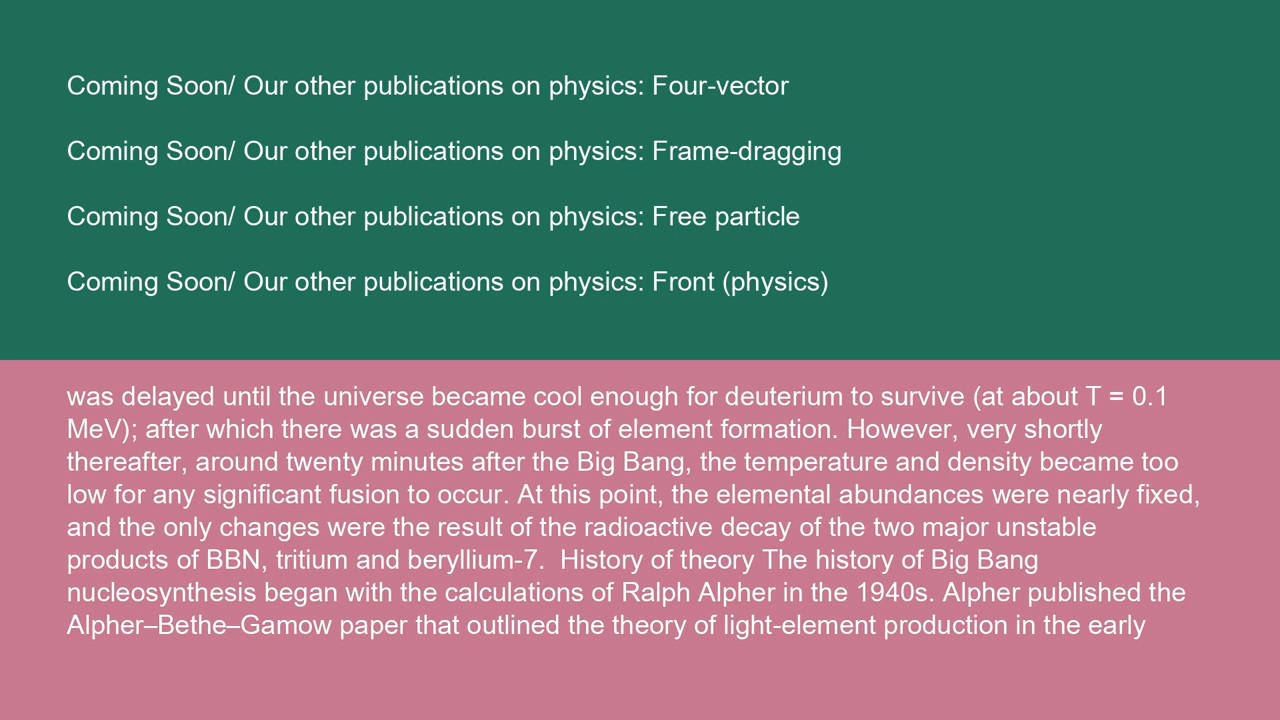 Coming Soon/ Our other publications on physics: Four-vector
Coming Soon/ Our other publications on physics: Frame-dragging
Coming Soon/ Our other publications on physics: Free particle
Coming Soon/ Our other publications on physics: Front (physics)
was delayed until the universe became cool enough for deuterium to survive (at about T = 0.1
MeV); after which there was a sudden burst of element formation. However, very shortly
thereafter, around twenty minutes after the Big Bang, the temperature and density became too
low for any significant fusion to occur. At this point, the elemental abundances were nearly fixed,
and the only changes were the result of the radioactive decay of the two major unstable
products of BBN, tritium and beryllium-7.  History of theory The history of Big Bang
nucleosynthesis began with the calculations of Ralph Alpher in the 1940s. Alpher published the
Alpher–Bethe–Gamow paper that outlined the theory of light-element production in the early